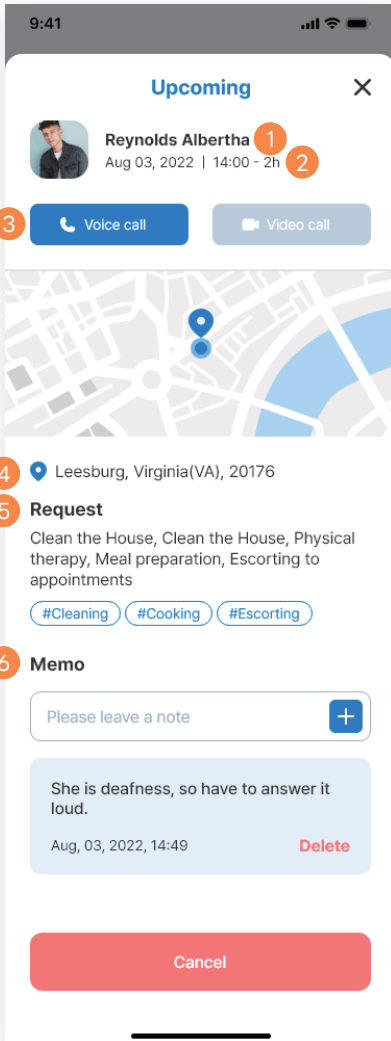 9:41
Upcoming
Reynolds Albertha 1
Aug 03, 2022 | 14:00 - 2h 2
3 Voice call Video call
4 Leesburg, Virginia(VA), 20176
5 Request
Clean the House, Clean the House, Physical
therapy, Meal preparation, Escorting to
appointments
#Cleaning #Cooking #Escorting
6 Memo
Please leave a note
She is deafness, so have to answer it
loud.
Aug, 03, 2022, 14:49 Delete
Cancel